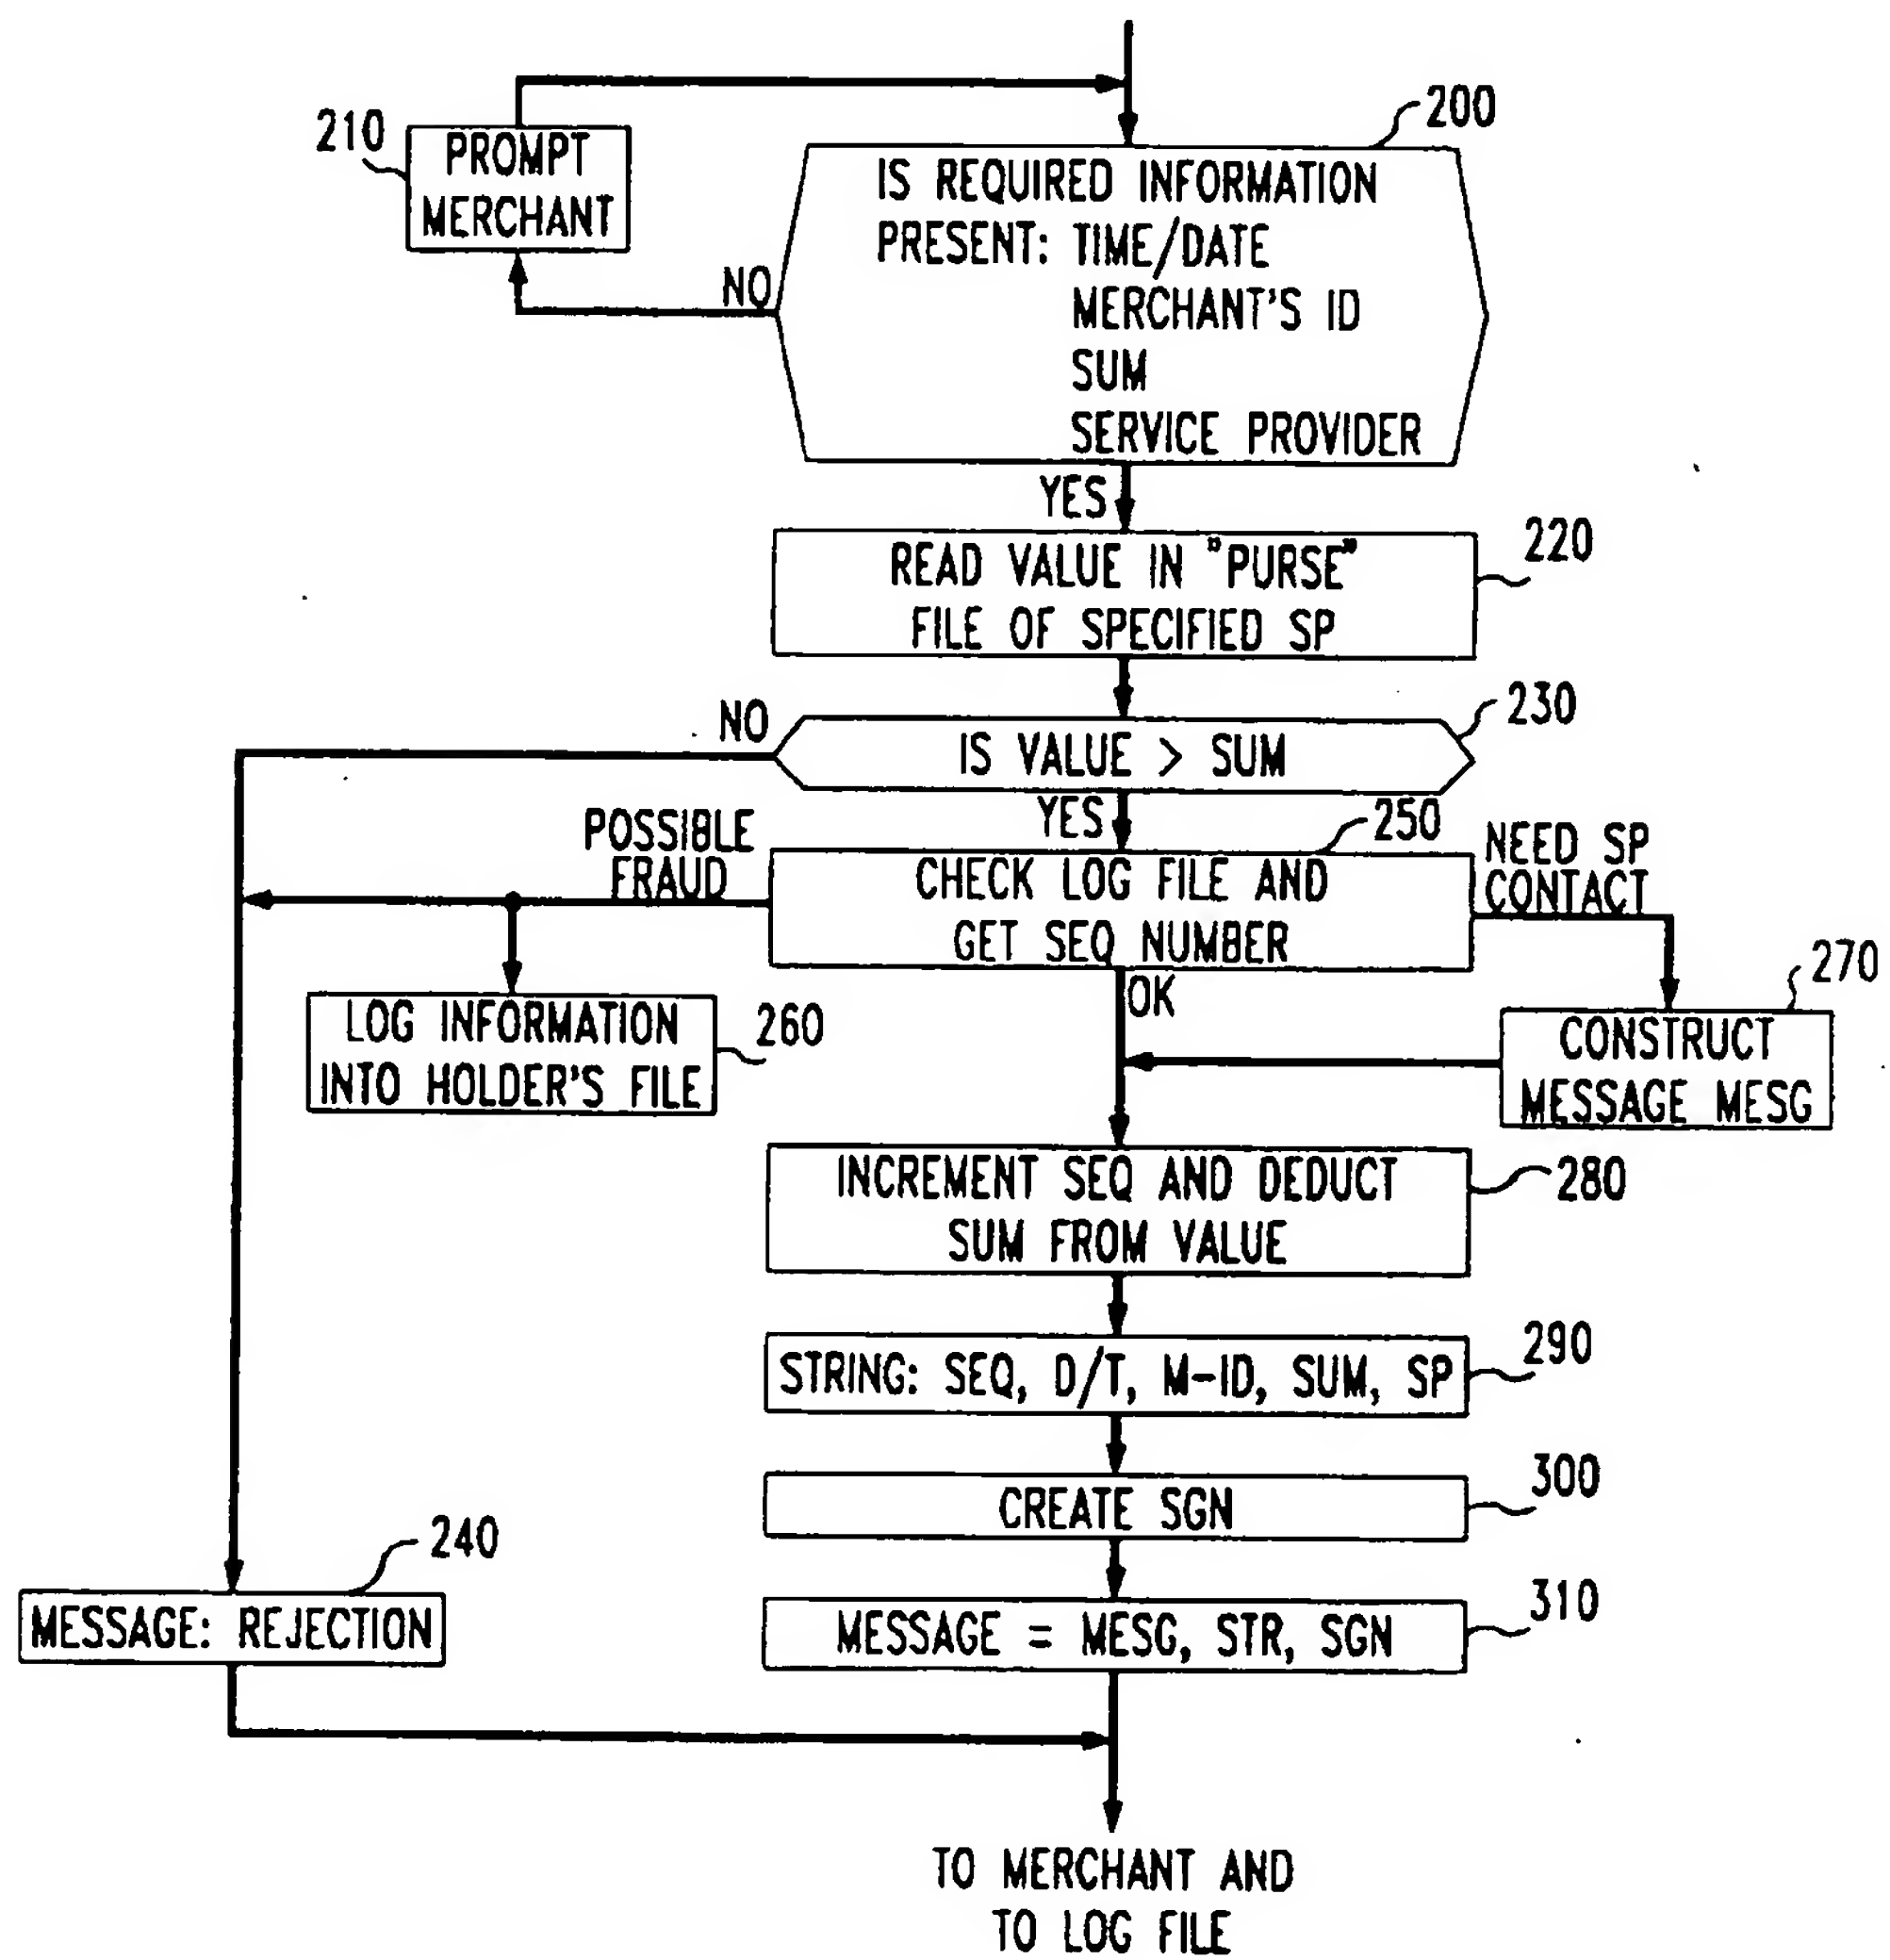 200
210
PROMPT
MERCHANT
IS REQUIRED INFORMATION
PRESENT: TIME/DATE
MERCHANT'S ID
SUM
SERVICE PROVIDER
NO
YES
220
READ VALUE IN "PURSE"
FILE OF SPECIFIED SP
230
NO
IS VALUE > SUM
YES
250
POSSIBLE
FRAUD
CHECK LOG FILE AND
GET SEQ NUMBER
NEED SP
CONTACT
OK
270
LOG INFORMATION
INTO HOLDER'S FILE
260
CONSTRUCT
MESSAGE MESG
INCREMENT SEQ AND DEDUCT
SUM FROM VALUE
280
290
STRING: SEQ, D/T, M-ID, SUM, SP
300
CREATE SGN
240
MESSAGE: REJECTION
310
MESSAGE = MESG, STR, SGN
TO MERCHANT AND
TO LOG FILE